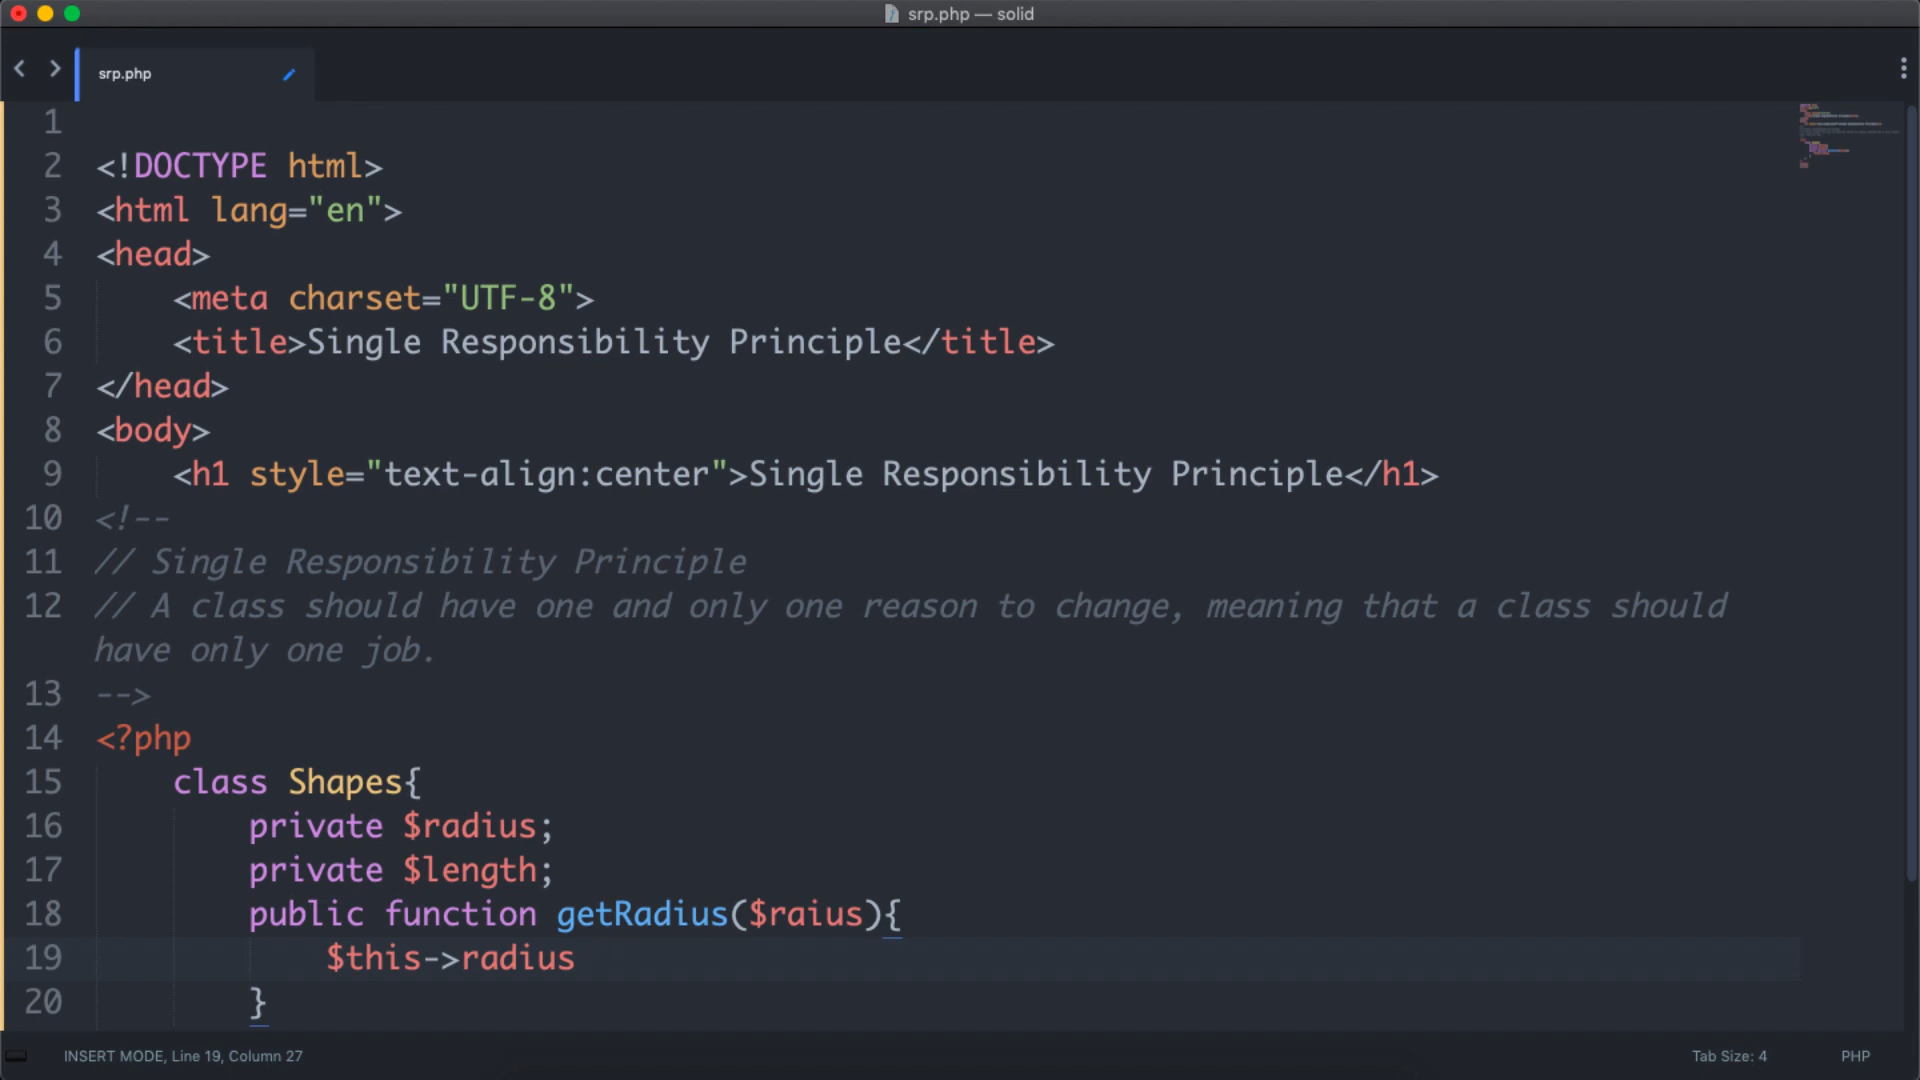 srp.php — solid
srp.php
1
2 <!DOCTYPE html>
3 <html lang="en">
4 <head>
5 <meta charset="UTF-8">
6 <title>Single Responsibility Principle</title>
7 </head>
8 <body>
9 <h1 style="text-align:center">Single Responsibility Principle</h1>
10 <!--
11 // Single Responsibility Principle
12 // A class should have one and only one reason to change, meaning that a class should
have only one job.
13 -->
14 <?php
15 class Shapes{
16 private $radius;
17 private $length;
18 public function getRadius($raius){
19 $this->radius
20 }
INSERT MODE, Line 19, Column 27
Tab Size: 4
PHP